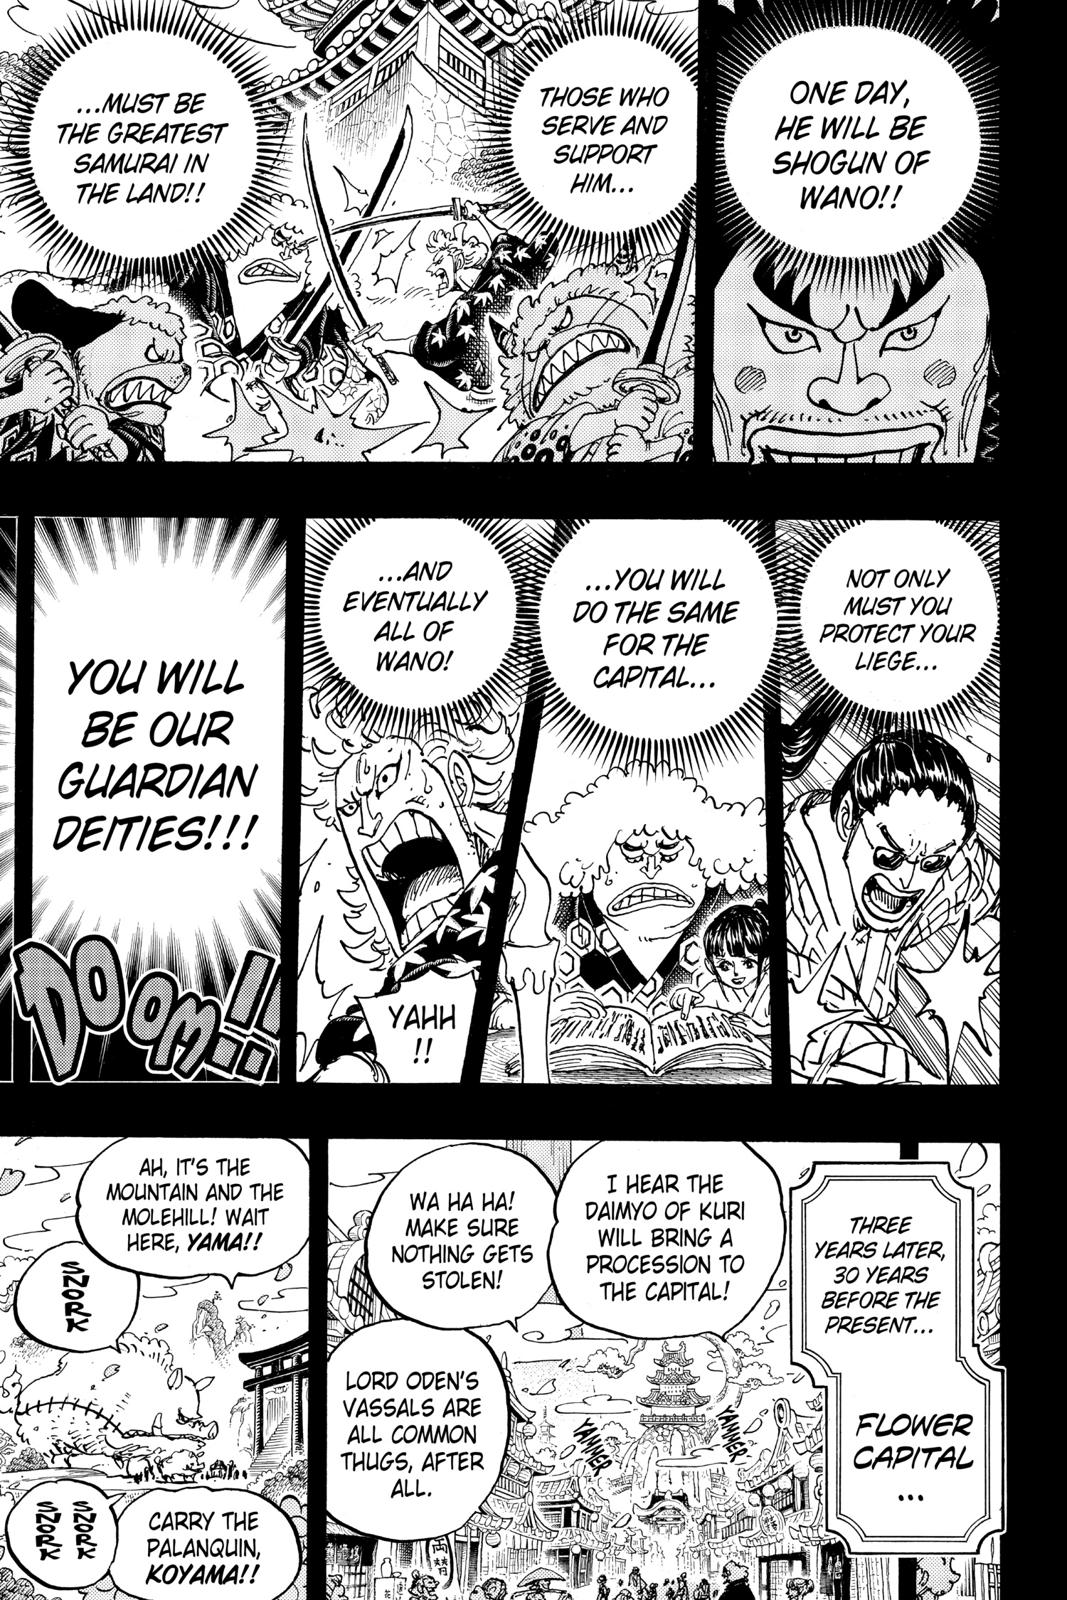 ONE DAY,
HE WILL BE
SHOGUN OF
WANO!!
THOSE WHO
SERVE AND
SUPPORT
HIM...
...MUST BE
THE GREATEST
SAMURAI IN
THE LAND!!
NOT ONLY
MUST YOU
PROTECT YOUR
LIEGE...
...YOU WILL
DO THE SAME
FOR THE
CAPITAL...
...AND
EVENTUALLY
ALL OF
WANO!
YAHH
!!
YOU WILL
BE OUR
GUARDIAN
DEITIES!!!
DOOM!!
THREE
YEARS LATER,
30 YEARS
BEFORE THE
PRESENT...
FLOWER
CAPITAL
...
I HEAR THE
DAIMYO OF KURI
WILL BRING A
PROCESSION TO
THE CAPITAL!
WA HA HA!
MAKE SURE
NOTHING GETS
STOLEN!
YAMMER
YAMMER
LORD ODEN'S
VASSALS ARE
ALL COMMON
THUGS, AFTER
ALL.
AH, IT'S THE
MOUNTAIN AND THE
MOLEHILL! WAIT
HERE, YAMA!!
SNORK
CARRY THE
PALANQUIN,
KOYAMA!!
SNORK
SNORK